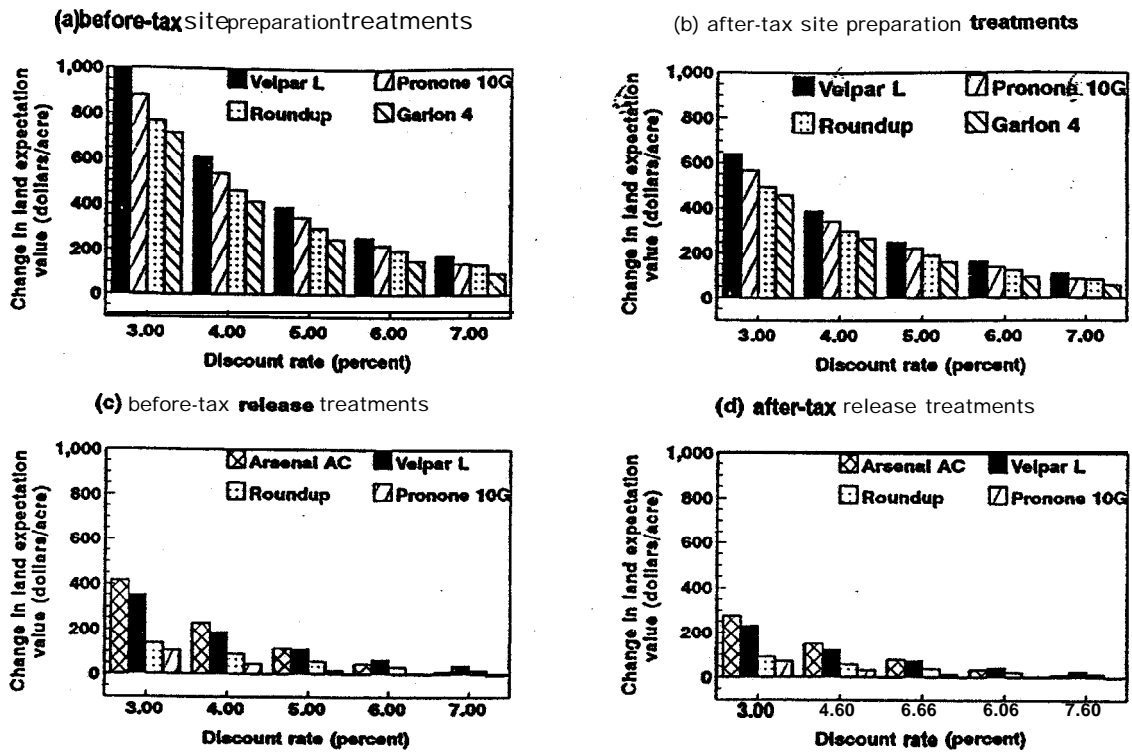 (a)before-tax sitepreparationtreatments
1,000
800
600
400
200
0
Change in land expectation
value (dollars/acre)
Velpar L
Pronone 10G
Roundup
Garlon 4
3.00 4.00 5.00 6.00 7.00
Discount rate (percent)
(b) after-tax site preparation treatments
1,000
800
600
400
200
0
Change in land expectation
value (dollars/acre)
Velpar L
Pronone 10G
Roundup
Garlon 4
3.00 4.00 5.00 6.00 7.00
Discount rate (percent)
(c) before-tax release treatments
1,000
800
600
400
200
0
Change in land expectation
value (dollars/acre)
Arsenal AC
Velpar L
Roundup
Pronone 10G
3.00 4.00 5.00 6.00 7.00
Discount rate (percent)
(d) after-tax release treatments
1,000
800
600
400
200
0
Change in land expectation
value (dollars/acre)
Arsenal AC
Velpar L
Roundup
Pronone 10G
3.00 4.60 6.66 6.06 7.60
Discount rate (percent)